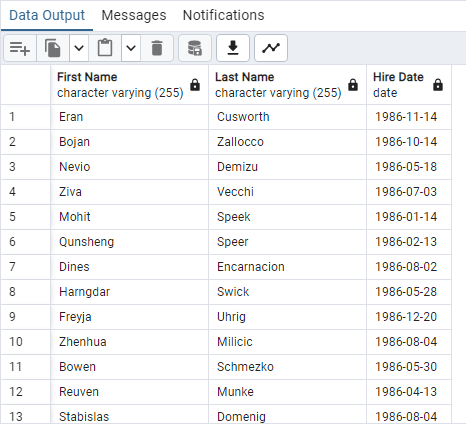 Data Output Messages Notifications
First Name Last Name Hire Date
character varying (255) character varying (255) date
1 Eran Cusworth 1986-11-14
2 Bojan Zallocco 1986-10-14
3 Nevio Demizu 1986-05-18
4 Ziva Vecchi 1986-07-03
5 Mohit Speek 1986-01-14
6 Qunsheng Speer 1986-02-13
7 Dines Encarnacion 1986-08-02
8 Harngdar Swick 1986-05-28
9 Freyja Uhrig 1986-12-20
10 Zhenhua Milicic 1986-08-04
11 Bowen Schmezko 1986-05-30
12 Reuven Munke 1986-04-13
13 Stabislas Domenig 1986-08-04